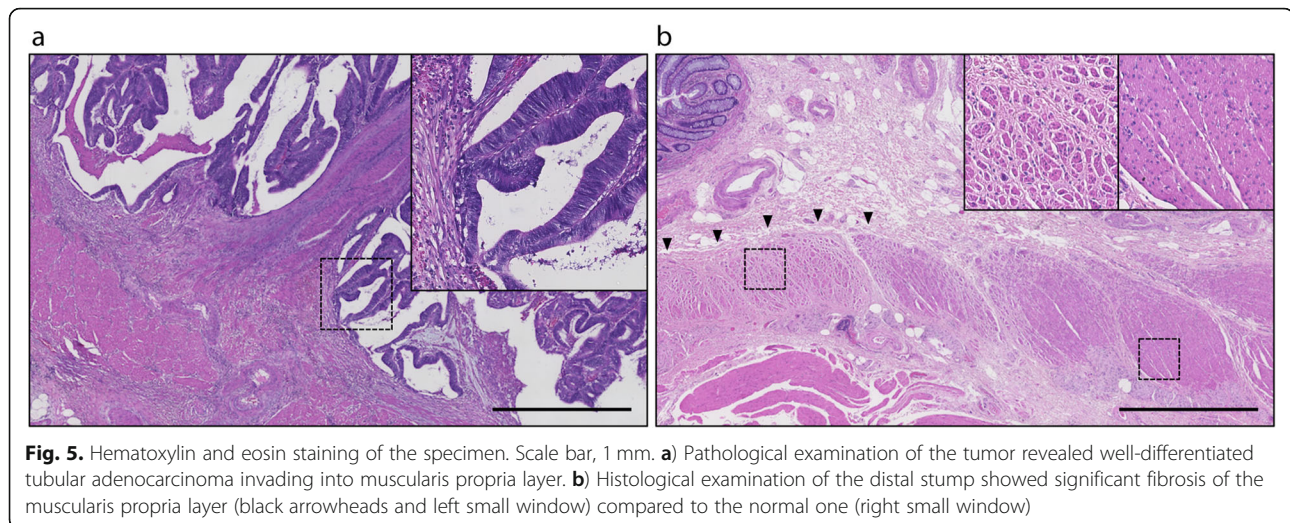 a
b
Fig. 5. Hematoxylin and eosin staining of the specimen. Scale bar, 1 mm. a) Pathological examination of the tumor revealed well-differentiated
tubular adenocarcinoma invading into muscularis propria layer. b) Histological examination of the distal stump showed significant fibrosis of the
muscularis propria layer (black arrowheads and left small window) compared to the normal one (right small window)